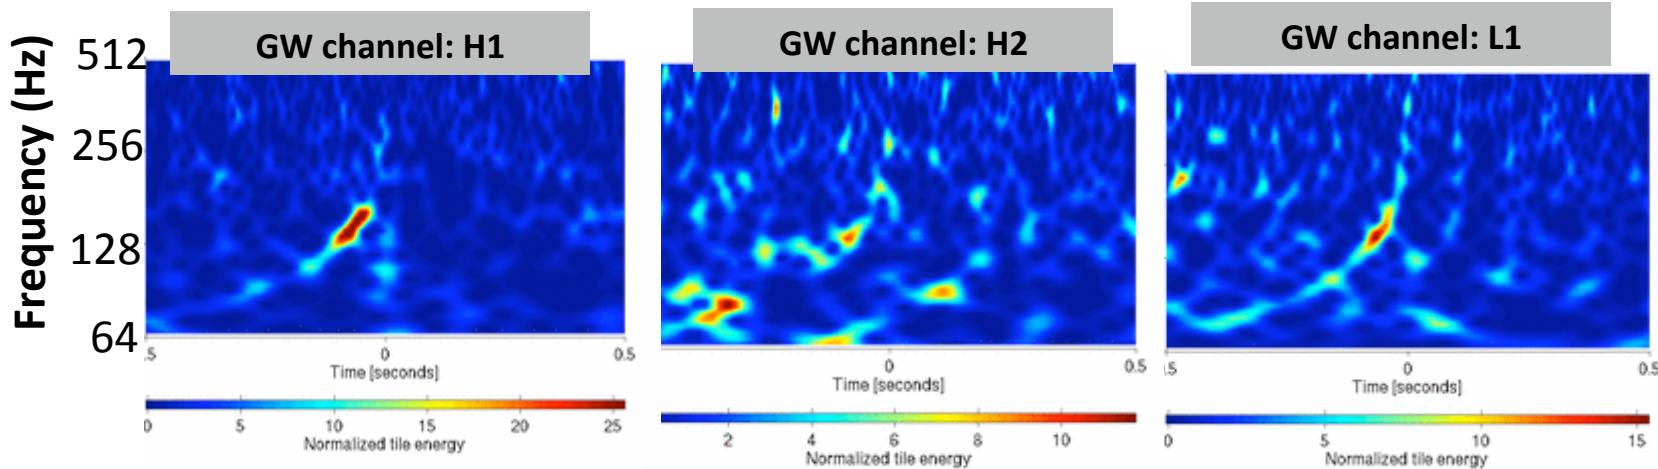 GW channel: H1
GW channel: H2
GW channel: L1
Frequency (Hz)
512
256
128
64
.5
0
0.5
Time [seconds]
0
5
10
15
20
25
Normalized tile energy
0
0.5
Time [seconds]
2
4
6
8
10
Normalized tile energy
.5
0
0.5
Time [seconds]
0
5
10
15
Normalized tile energy